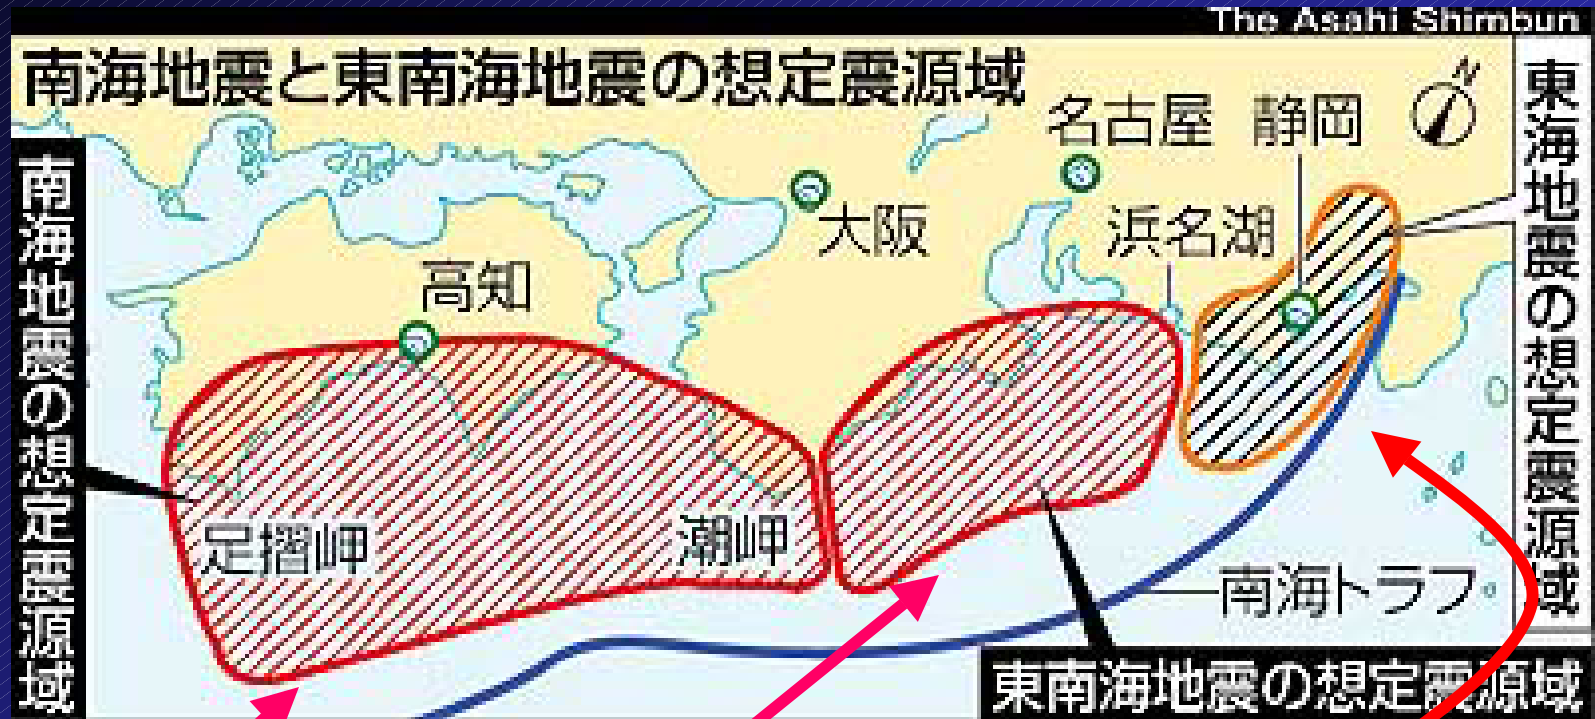 The Asahi Shimbun
南海地震と東南海地震の想定震源域
名古屋
静岡
N
大阪
浜名湖
高知
足摺岬
潮岬
南海トラフ
南海地震の想定震源域
東海地震の想定震源域
東南海地震の想定震源域